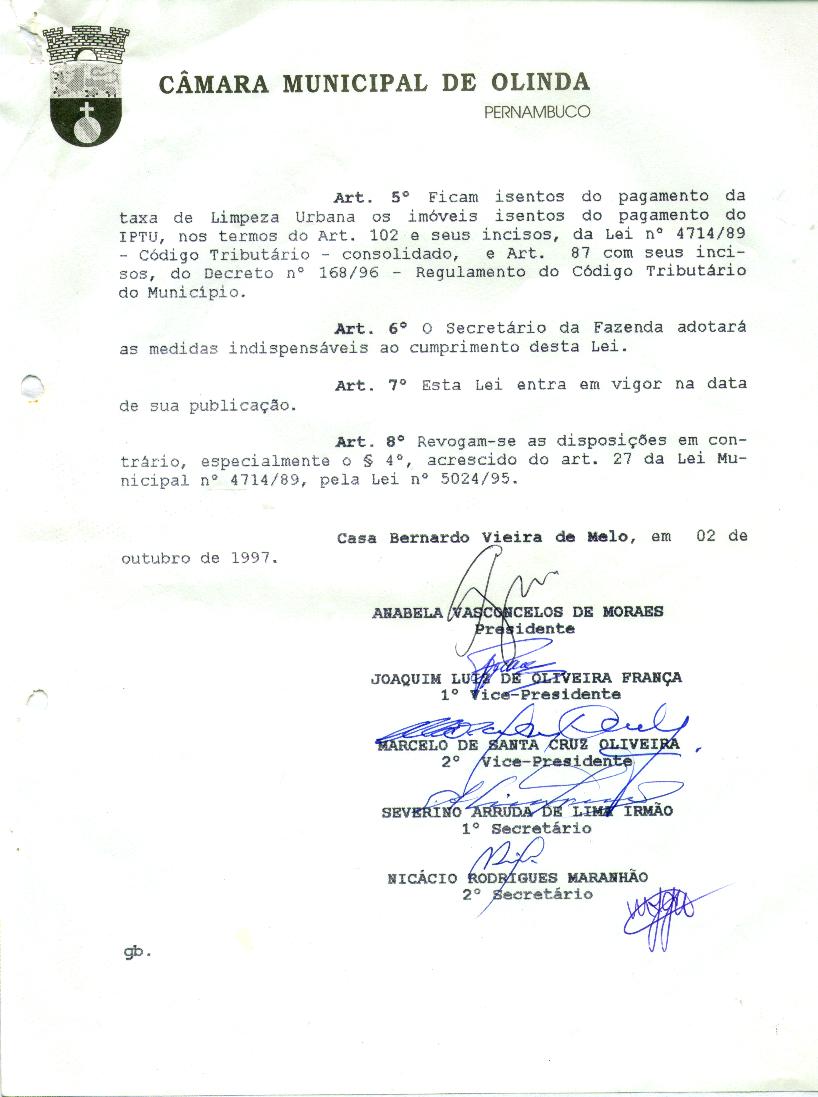 CÂMARA MUNICIPAL DE OLINDA
PERNAMBUCO
Art. 5° Ficam isentos do pagamento da
taxa de Limpeza Urbana os imóveis isentos do pagamento do
IPTU, nos termos do Art. 102 e seus incisos, da Lei n° 4714/89
- Código Tributário - consolidado, e Art. 87 com seus inci-
sos, do Decreto n° 168/96 - Regulamento do Código Tributário
do Município.
Art. 6° O Secretário da Fazenda adotará
as medidas indispensáveis ao cumprimento desta Lei.
Art. 7° Esta Lei entra em vigor na data
de sua publicação.
Art. 8° Revogam-se as disposições em con-
trário, especialmente o § 4°, acrescido do art. 27 da Lei Mu-
nicipal n° 4714/89, pela Lei n° 5024/95.
Casa Bernardo Vieira de Melo, em 02 de
outubro de 1997.
ANABELA VASCONCELOS DE MORAES
Presidente
JOAQUIM LUIZ DE OLIVEIRA FRANÇA
1° Vice-Presidente
MARCELO DE SANTA CRUZ OLIVEIRA
2° Vice-Presidente
SEVERINO ARRUDA DE LIMA IRMÃO
1° Secretário
NICÁCIO RODRIGUES MARANHÃO
2° Secretário
gb.